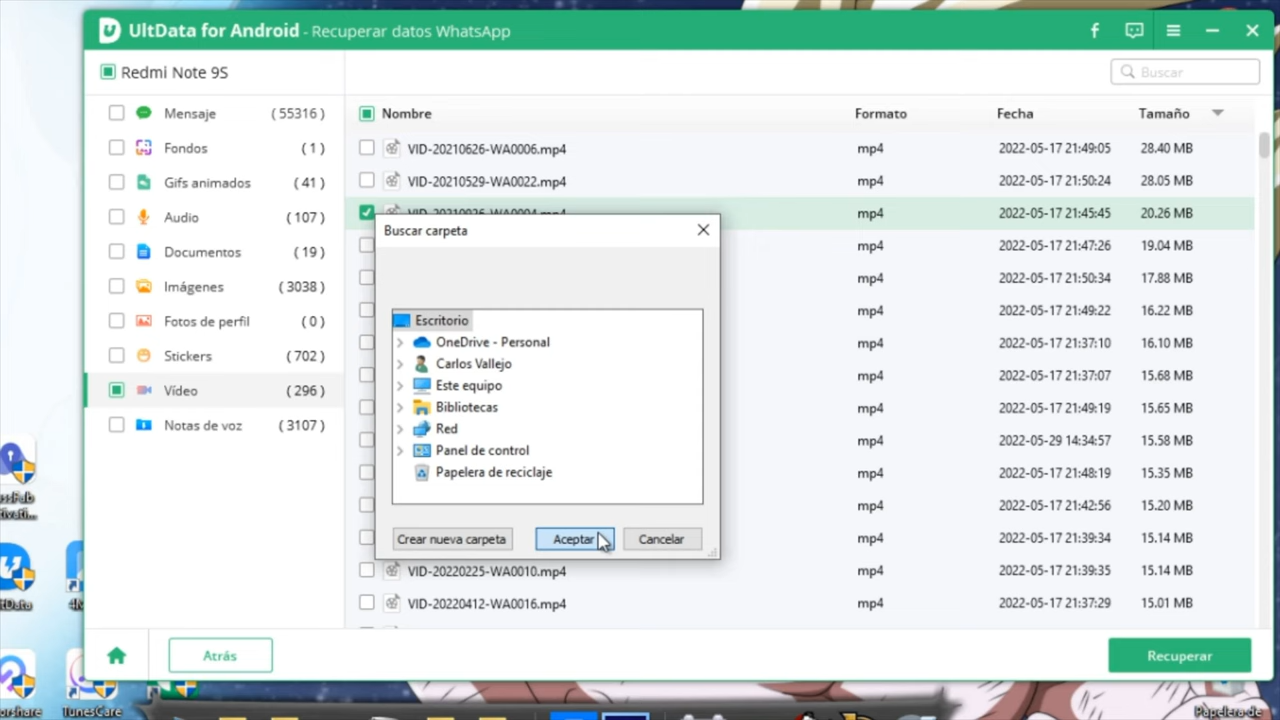 UltData for Android - Recuperar datos WhatsApp
Redmi Note 9S
Buscar
Mensaje (55316)
Fondos (1)
Gifs animados (41)
Audio (107)
Documentos (19)
Imágenes (3038)
Fotos de perfil (0)
Stickers (702)
Vídeo (296)
Notas de voz (3107)
Nombre Formato Fecha Tamaño
VID-20210626-WA0006.mp4 mp4 2022-05-17 21:49:05 28.40 MB
VID-20210529-WA0022.mp4 mp4 2022-05-17 21:50:24 28.05 MB
VID-20210926-WA0004.mp4 mp4 2022-05-17 21:45:45 20.26 MB
mp4 2022-05-17 21:47:26 19.04 MB
mp4 2022-05-17 21:50:34 17.88 MB
mp4 2022-05-17 21:49:22 16.22 MB
mp4 2022-05-17 21:37:10 16.10 MB
mp4 2022-05-17 21:37:07 15.68 MB
mp4 2022-05-17 21:49:19 15.65 MB
mp4 2022-05-29 14:34:57 15.58 MB
mp4 2022-05-17 21:48:19 15.35 MB
mp4 2022-05-17 21:42:56 15.20 MB
mp4 2022-05-17 21:39:34 15.14 MB
VID-20220225-WA0010.mp4 mp4 2022-05-17 21:39:35 15.14 MB
VID-20220412-WA0016.mp4 mp4 2022-05-17 21:37:29 15.01 MB
Buscar carpeta
Escritorio
OneDrive - Personal
Carlos Vallejo
Este equipo
Bibliotecas
Red
Panel de control
Papelera de reciclaje
Crear nueva carpeta Aceptar Cancelar
Atrás
Recuperar
TunesCare
Papelera de